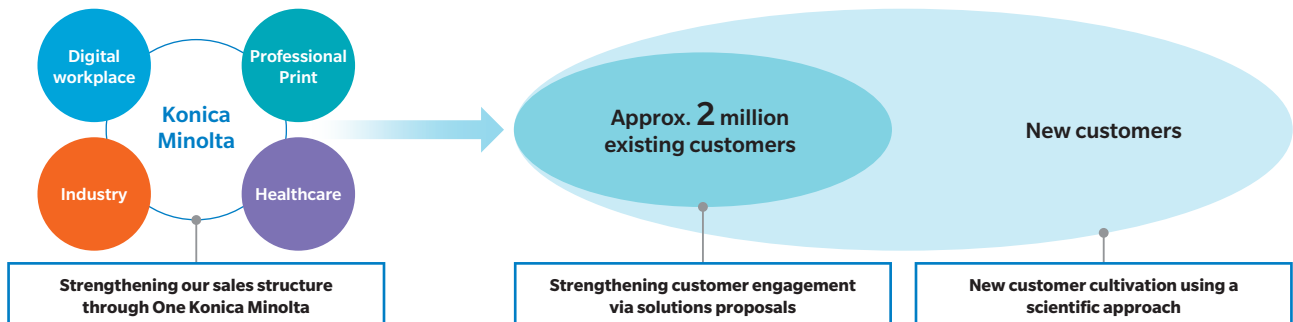 Digital
workplace
Professional
Print
Konica
Minolta
Industry
Healthcare
Approx. 2 million
existing customers
New customers
Strengthening our sales structure
through One Konica Minolta
Strengthening customer engagement
via solutions proposals
New customer cultivation using a
scientific approach